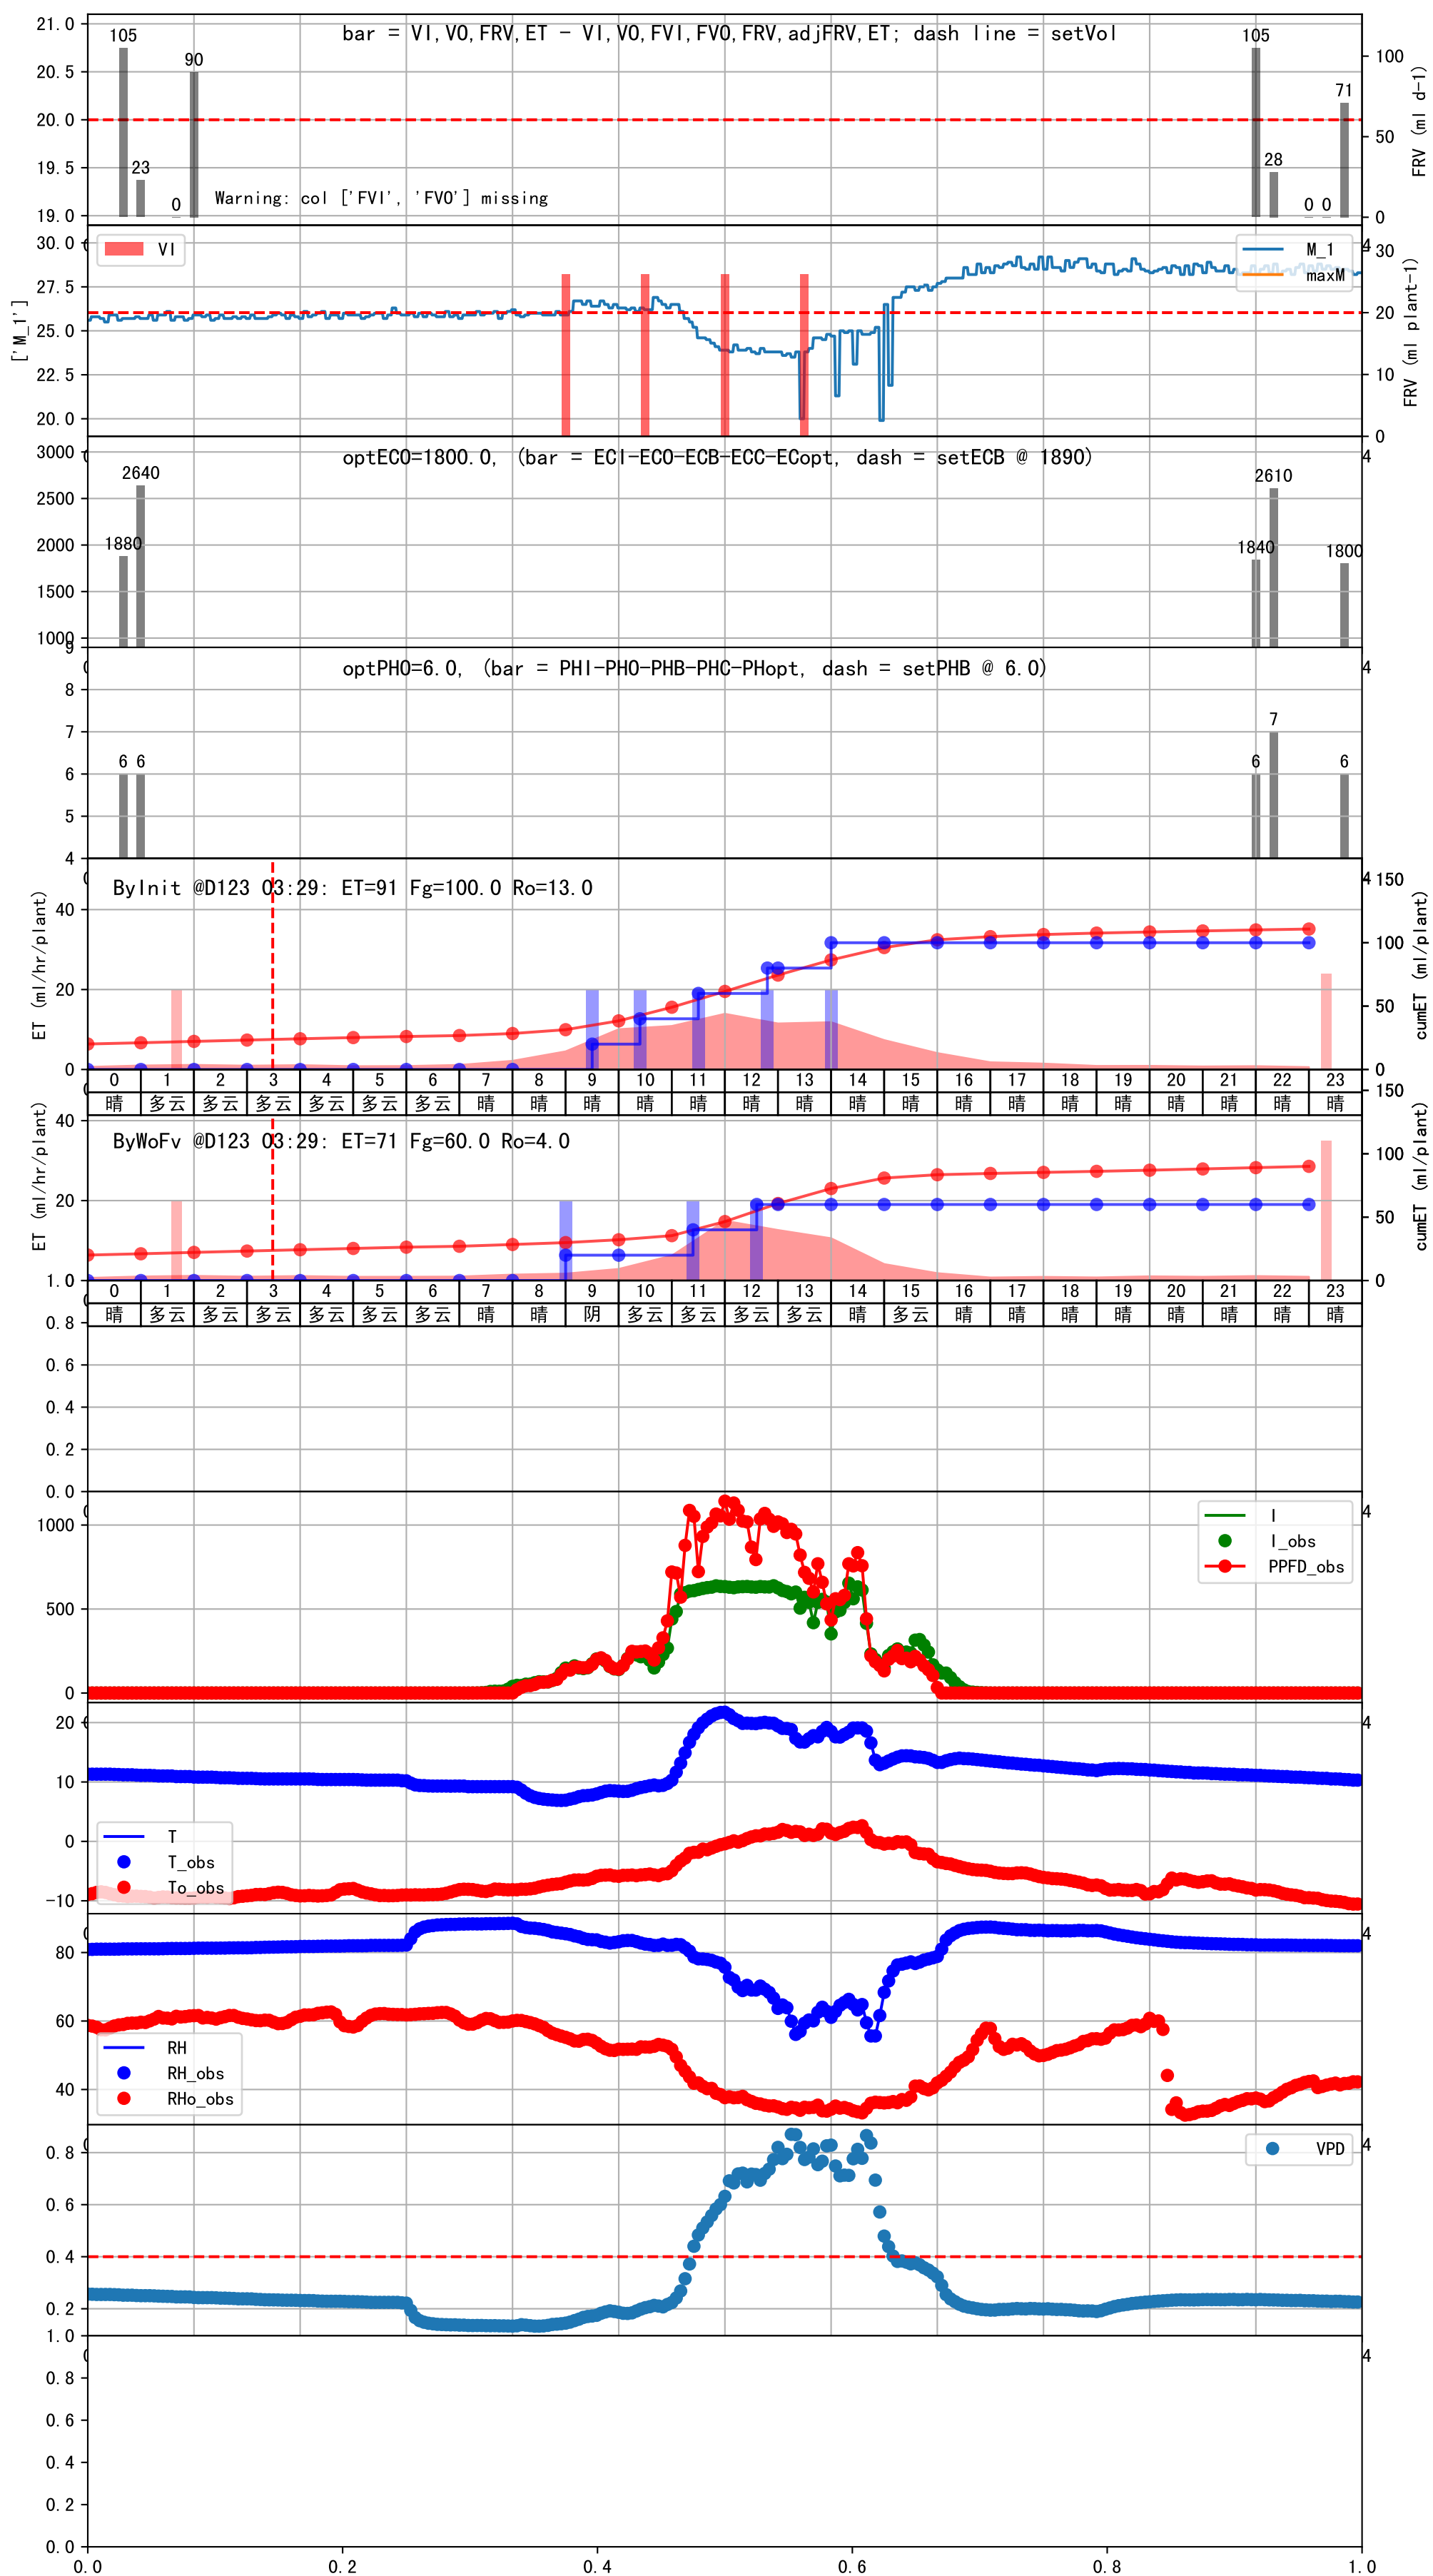 bar = VI,VO,FRV,ET - VI,VO,FVI,FVO,FRV,adjFRV,ET; dash line = setVol
21.0
20.5
20.0
19.5
19.0
105
23
0
90
105
28
0
0
71
Warning: col ['FVI', 'FVO'] missing
100
50
0
FRV (ml d-1)
VI
M_1
maxM
30.0
27.5
25.0
22.5
20.0
['M_1']
30
20
10
0
FRV (ml plant-1)
optECO=1800.0, (bar = ECI-ECO-ECB-ECC-ECopt, dash = setECB @ 1890)
3000
2500
2000
1500
1000
1880
2640
1840
2610
1800
optPHO=6.0, (bar = PHI-PHO-PHB-PHC-PHopt, dash = setPHB @ 6.0)
9
8
7
6
5
4
6
6
6
7
6
ByInit @D123 03:29: ET=91 Fg=100.0 Ro=13.0
40
20
0
ET (ml/hr/plant)
150
100
50
0
cumET (ml/plant)
0 1 2 3 4 5 6 7 8 9 10 11 12 13 14 15 16 17 18 19 20 21 22 23
晴 多云 多云 多云 多云 多云 多云 晴 晴 晴 晴 晴 晴 晴 晴 晴 晴 晴 晴 晴 晴 晴 晴 晴
ByWoFv @D123 03:29: ET=71 Fg=60.0 Ro=4.0
40
20
ET (ml/hr/plant)
150
100
50
0
cumET (ml/plant)
0 1 2 3 4 5 6 7 8 9 10 11 12 13 14 15 16 17 18 19 20 21 22 23
晴 多云 多云 多云 多云 多云 多云 晴 晴 阴 多云 多云 多云 多云 晴 多云 晴 晴 晴 晴 晴 晴 晴 晴
1.0
0.8
0.6
0.4
0.2
0.0
1000
500
0
I
I_obs
PPFD_obs
20
10
0
-10
T
T_obs
To_obs
80
60
40
RH
RH_obs
RHo_obs
0.8
0.6
0.4
0.2
VPD
1.0
0.8
0.6
0.4
0.2
0.0
0.0 0.2 0.4 0.6 0.8 1.0